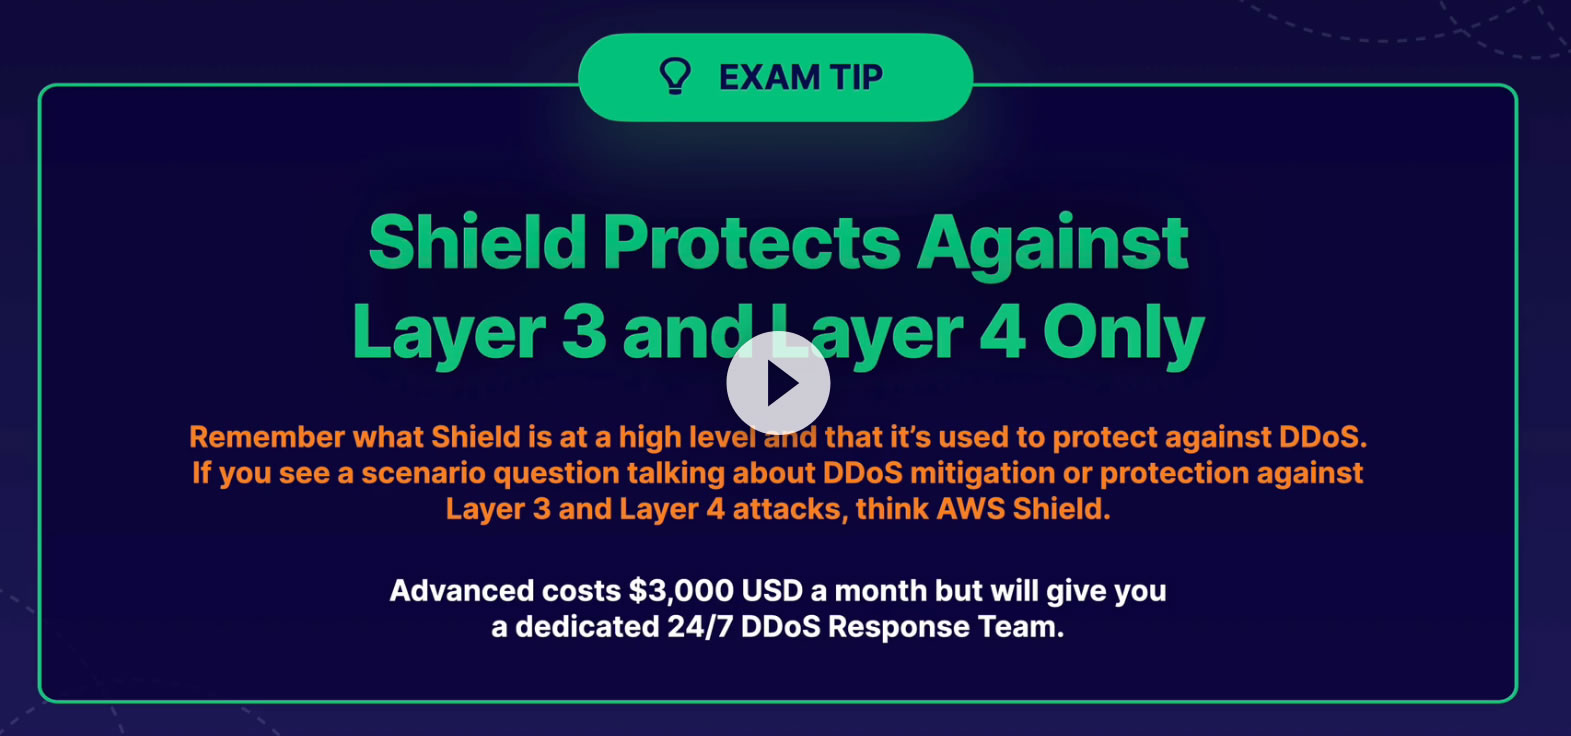 EXAM TIP
Shield Protects Against
Layer 3 and Layer 4 Only
Remember what Shield is at a high level and that it’s used to protect against DDoS.
If you see a scenario question talking about DDoS mitigation or protection against
Layer 3 and Layer 4 attacks, think AWS Shield.
Advanced costs $3,000 USD a month but will give you
a dedicated 24/7 DDoS Response Team.